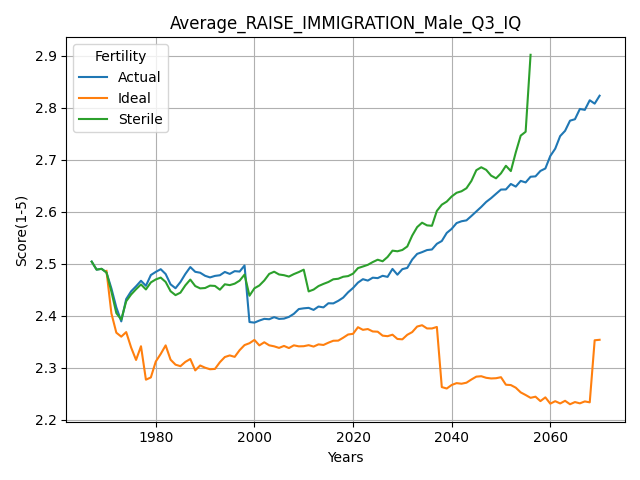 Average_RAISE_IMMIGRATION_Male_Q3_IQ
Fertility
Actual
Ideal
Sterile
Score(1-5)
2.9
2.8
2.7
2.6
2.5
2.4
2.3
2.2
1980
2000
2020
2040
2060
Years